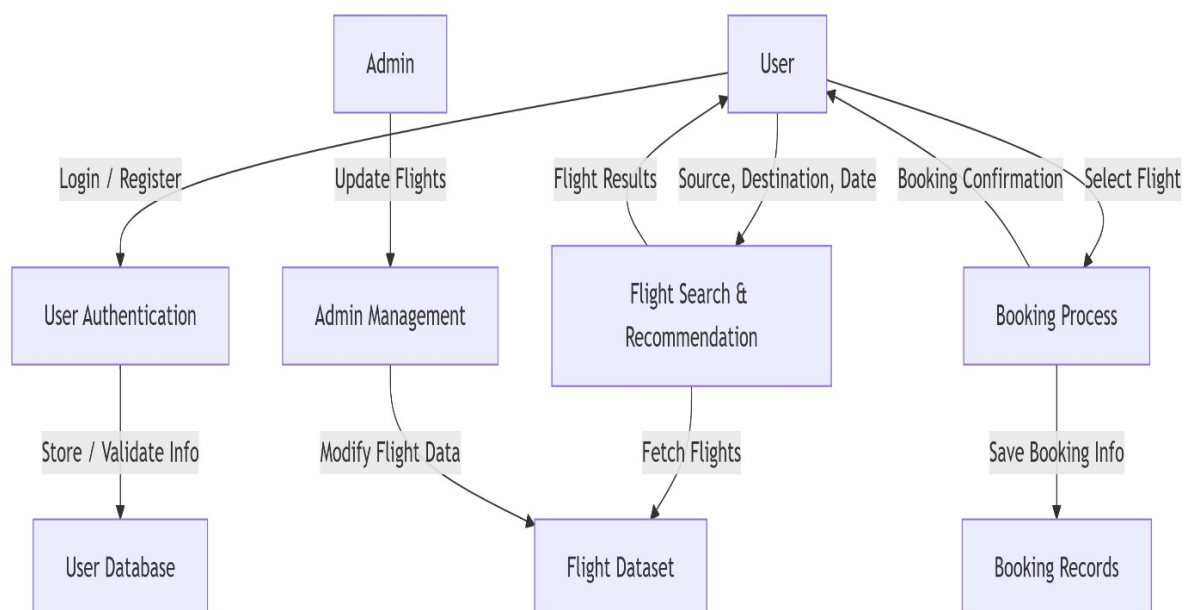 Admin
User
Login / Register
Update Flights
Flight Results
Source, Destination, Date
Booking Confirmation
Select Flight
User Authentication
Admin Management
Flight Search &
Recommendation
Booking Process
Store / Validate Info
Modify Flight Data
Fetch Flights
Save Booking Info
User Database
Flight Dataset
Booking Records